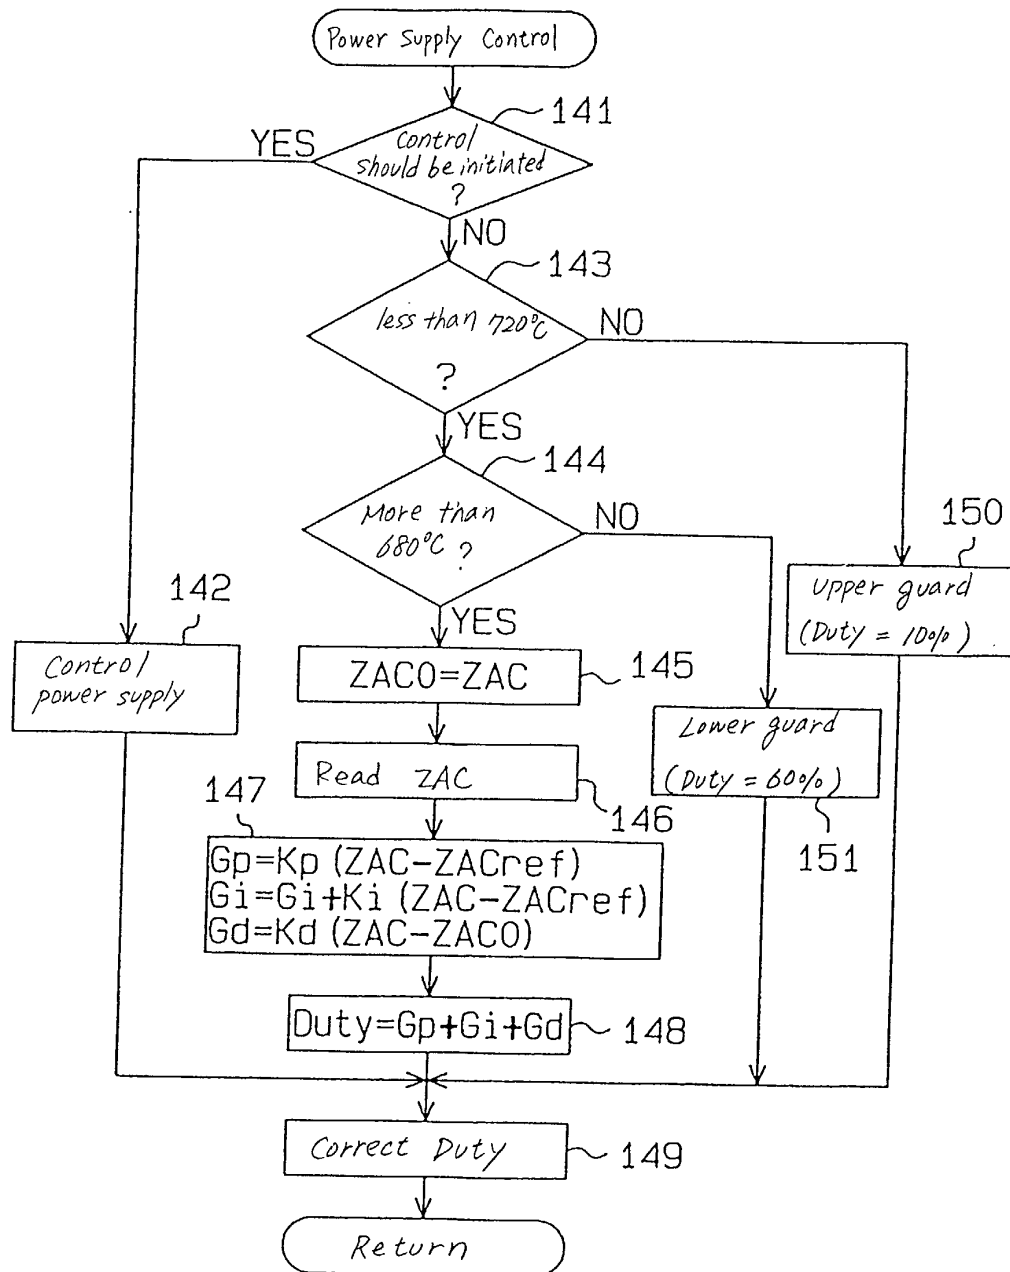 Power Supply Control
141
YES
Control
should be initiated
?
NO
143
less than 720°C
?
NO
YES
144
More than
680°C ?
NO
150
Upper guard
(Duty = 10%)
142
Control
power supply
YES
ZACO=ZAC
145
Lower guard
(Duty = 60%)
151
Read ZAC
146
147
Gp=Kp (ZAC-ZACref)
Gi=Gi+Ki (ZAC-ZACref)
Gd=Kd (ZAC-ZACO)
Duty=Gp+Gi+Gd
148
Correct Duty
149
Return